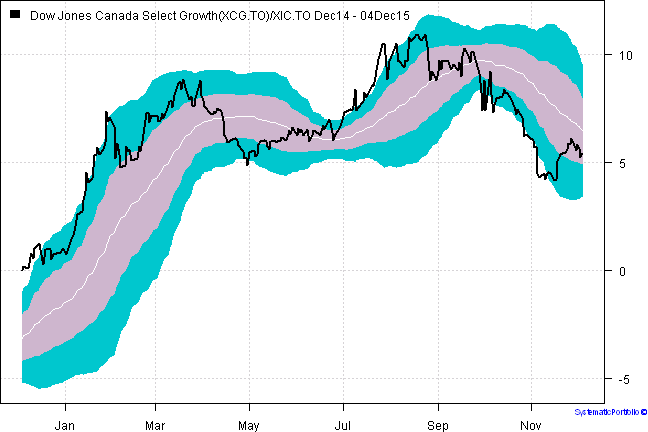 Dow Jones Canada Select Growth(XCG.TO)/XIC.TO Dec14 - 04Dec15
10
5
0
-5
Jan Mar May Jul Sep Nov
SystematicPortfolio ©